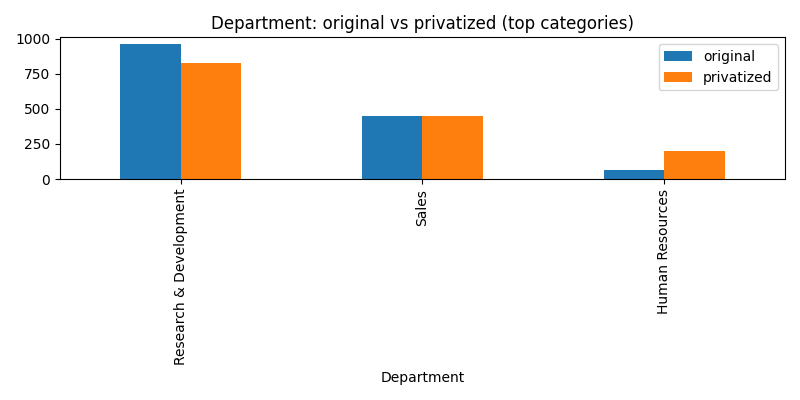 Department: original vs privatized (top categories)
1000
750
500
250
0
original
privatized
Research & Development
Sales
Human Resources
Department